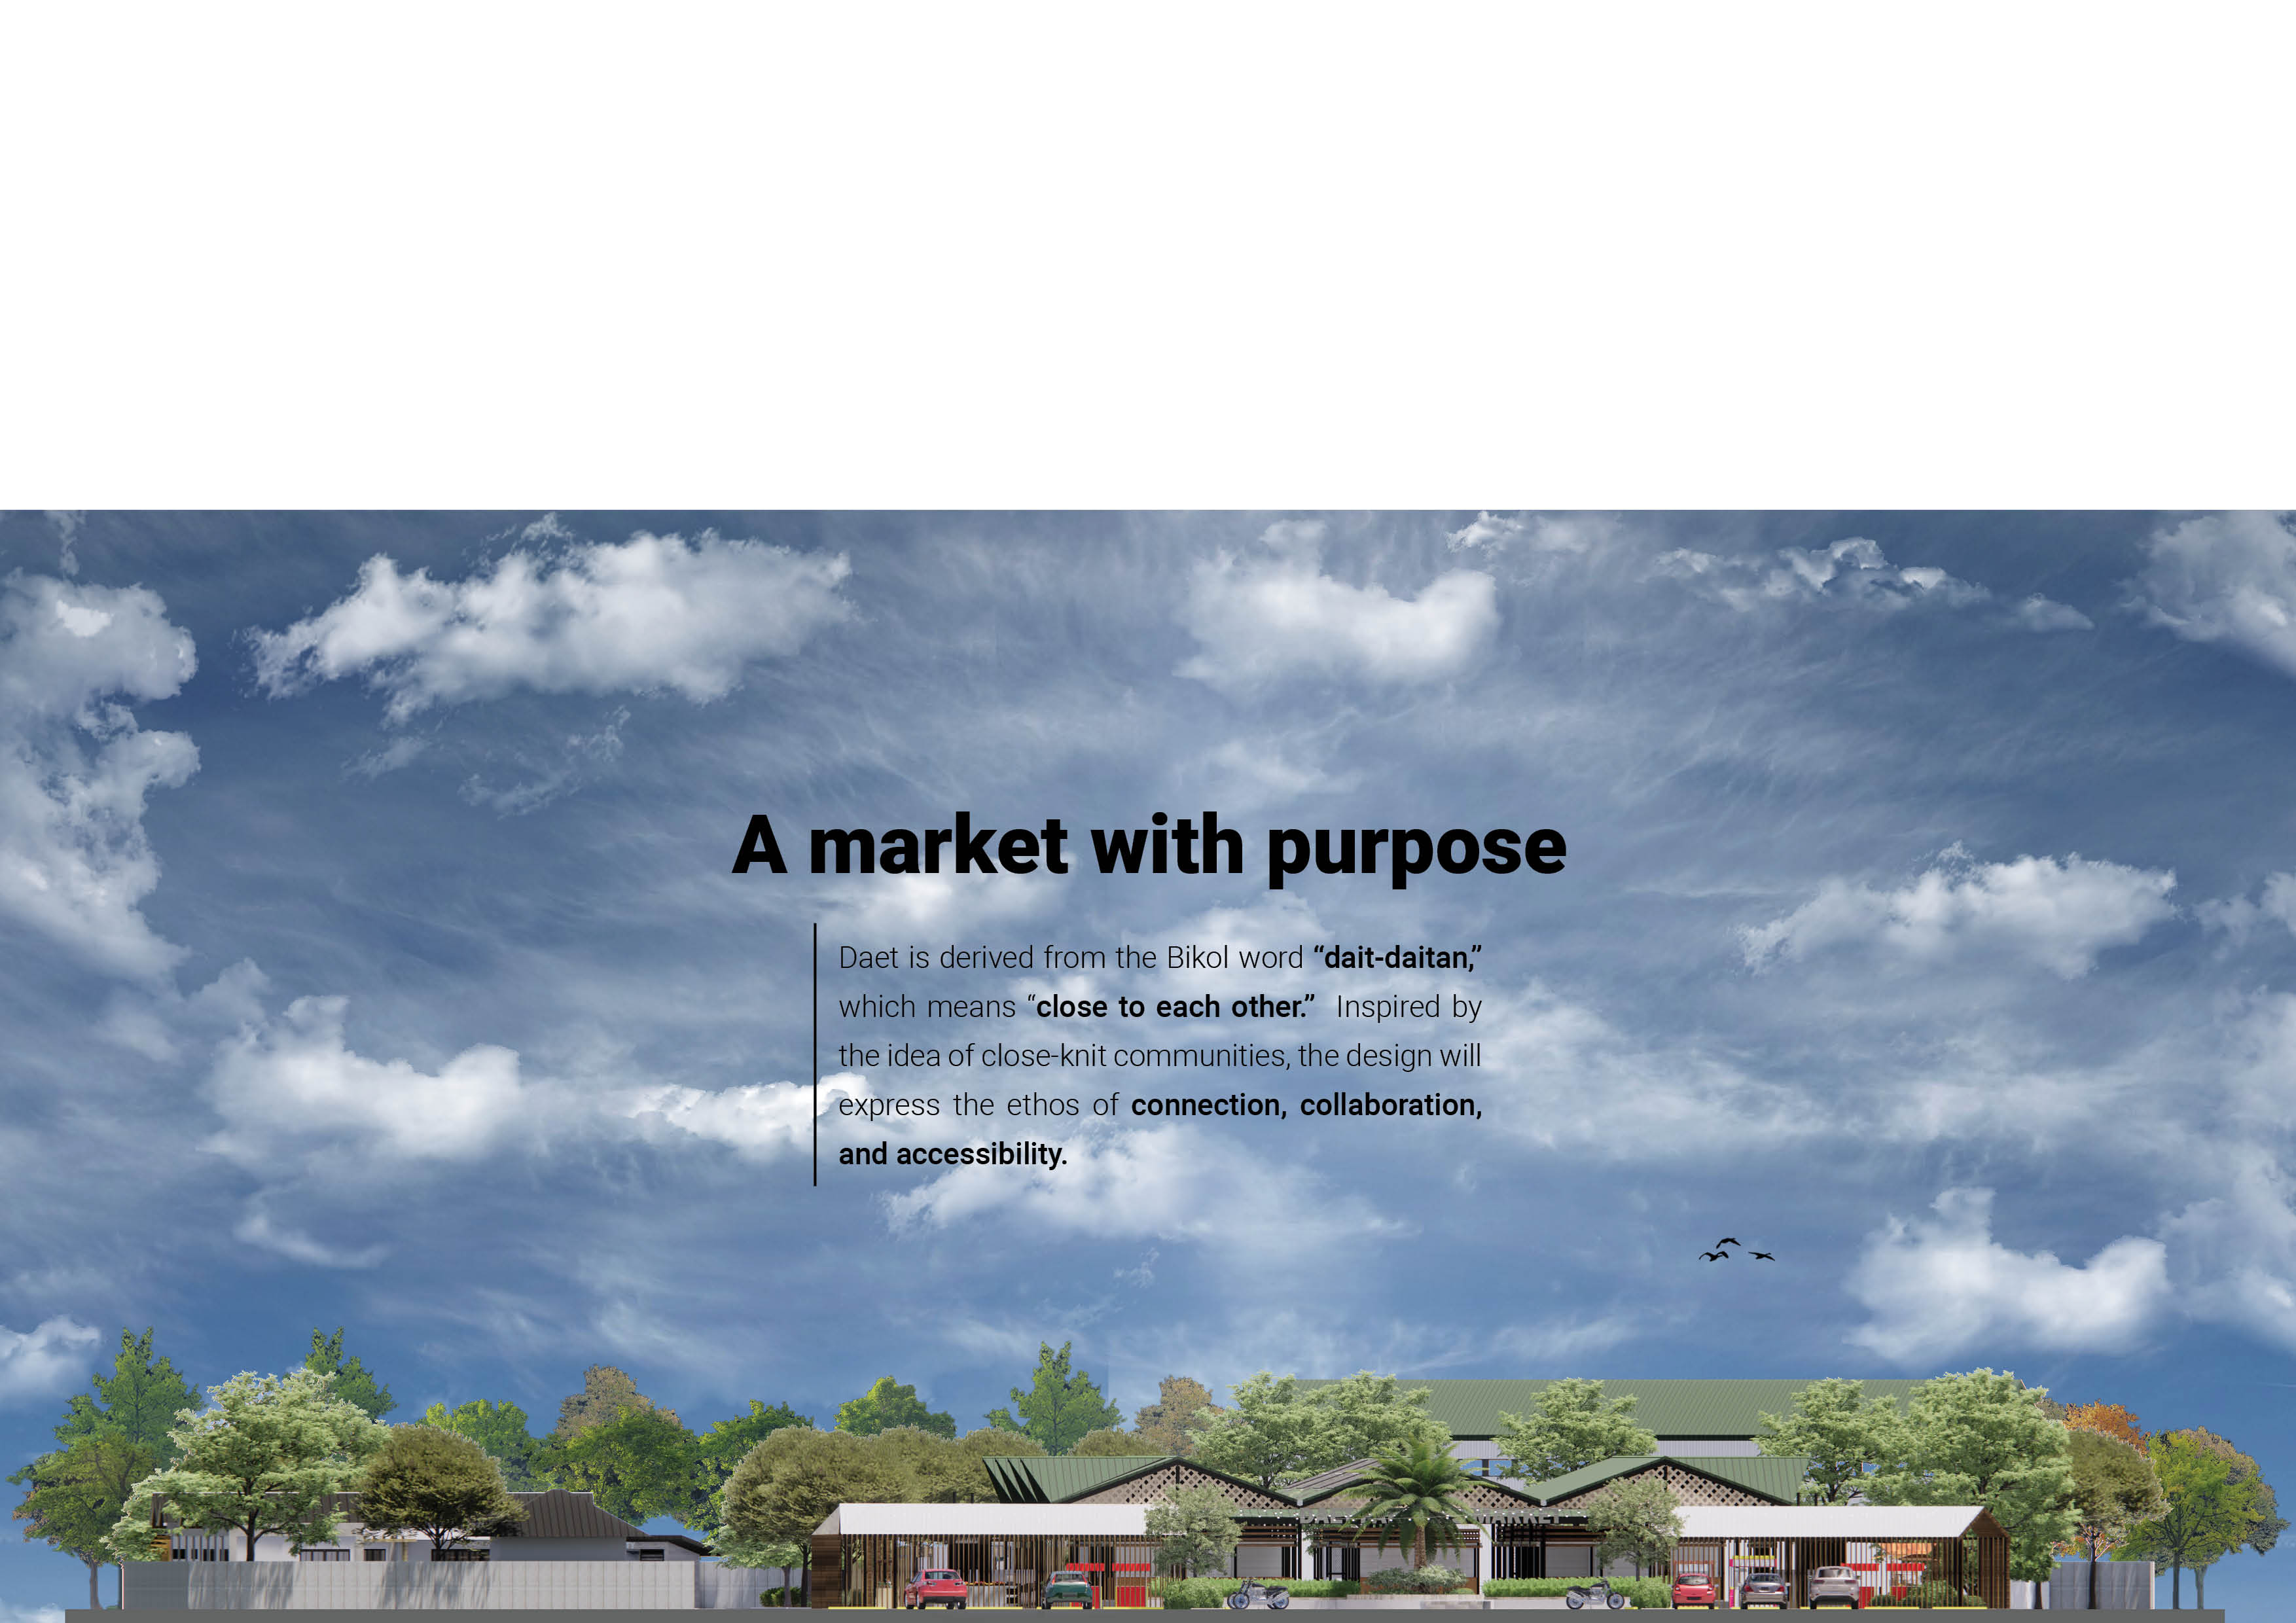 A market with purpose
Daet is derived from the Bikol word “dait-daitan,”
which means “close to each other.” Inspired by
the idea of close-knit communities, the design will
express the ethos of connection, collaboration,
and accessibility.
MARKET